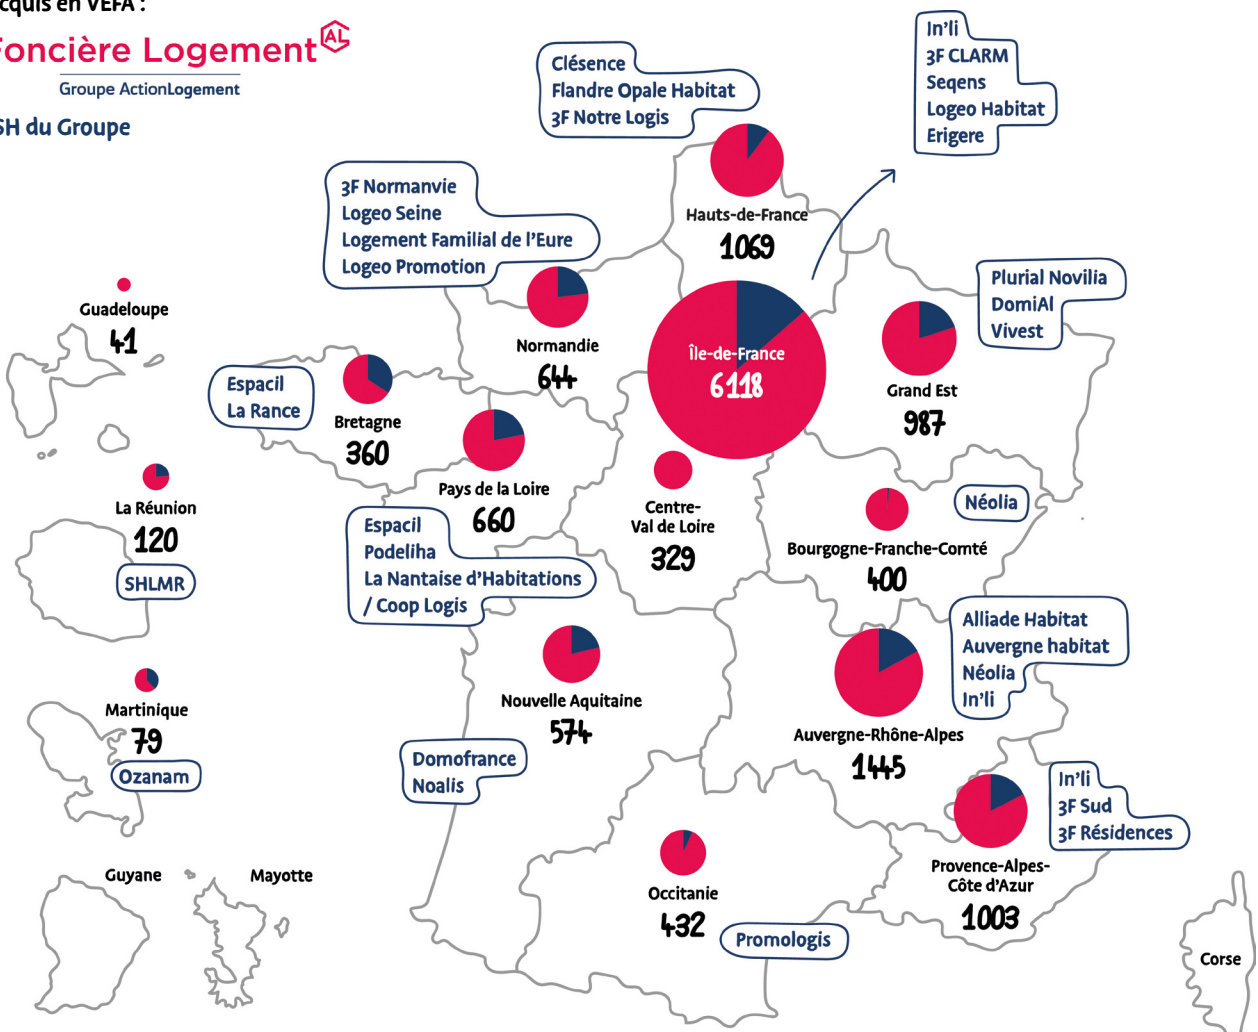 acquis en VEFA :
Foncière Logement AL
Groupe ActionLogement
SH du Groupe
Clésence
Flandre Opale Habitat
3F Notre Logis
In'li
3F CLARM
Seqens
Logeo Habitat
Erigere
Hauts-de-France
1069
3F Normanvie
Logeo Seine
Logement Familial de l'Eure
Logeo Promotion
Normandie
644
Île-de-France
6118
Plurial Novilia
DomiAl
Vivest
Grand Est
987
Guadeloupe
41
Espacil
La Rance
Bretagne
360
Pays de la Loire
660
Espacil
Podeliha
La Nantaise d'Habitations
/ Coop Logis
Centre-
Val de Loire
329
Néolia
Bourgogne-Franche-Comté
400
La Réunion
120
SHLMR
Alliade Habitat
Auvergne habitat
Néolia
In'li
Auvergne-Rhône-Alpes
1445
Nouvelle Aquitaine
574
Domofrance
Noalis
Martinique
79
Ozanam
In'li
3F Sud
3F Résidences
Provence-Alpes-
Côte d'Azur
1003
Occitanie
432
Promologis
Guyane
Mayotte
Corse